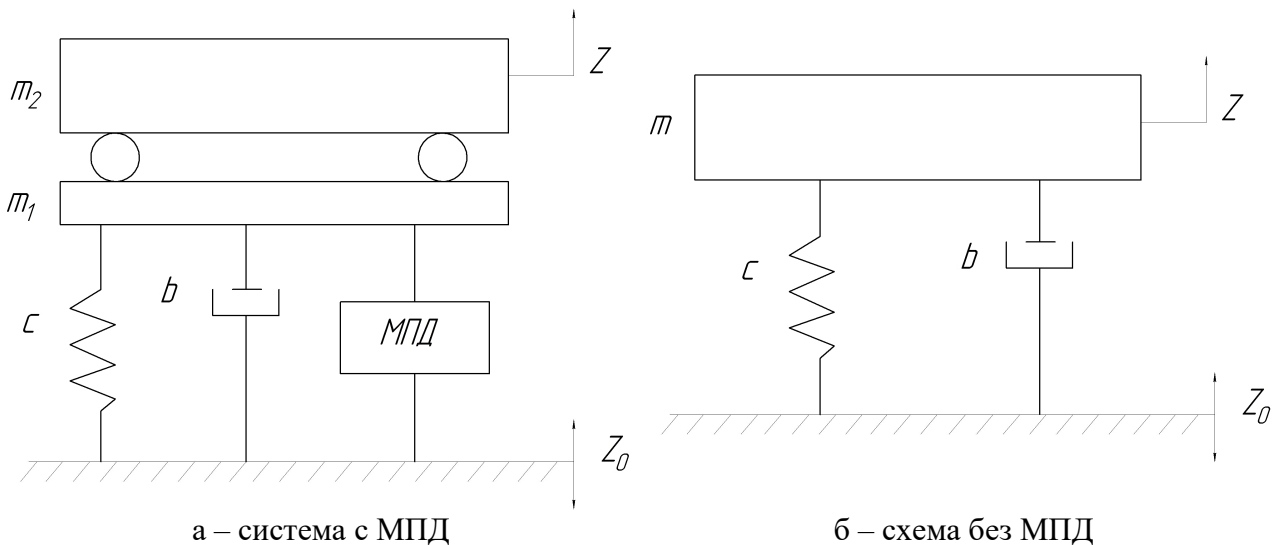 Z
m₂
m₁
b
c
МПД
Z₀
а – система с МПД
Z
m
c
b
Z₀
б – схема без МПД